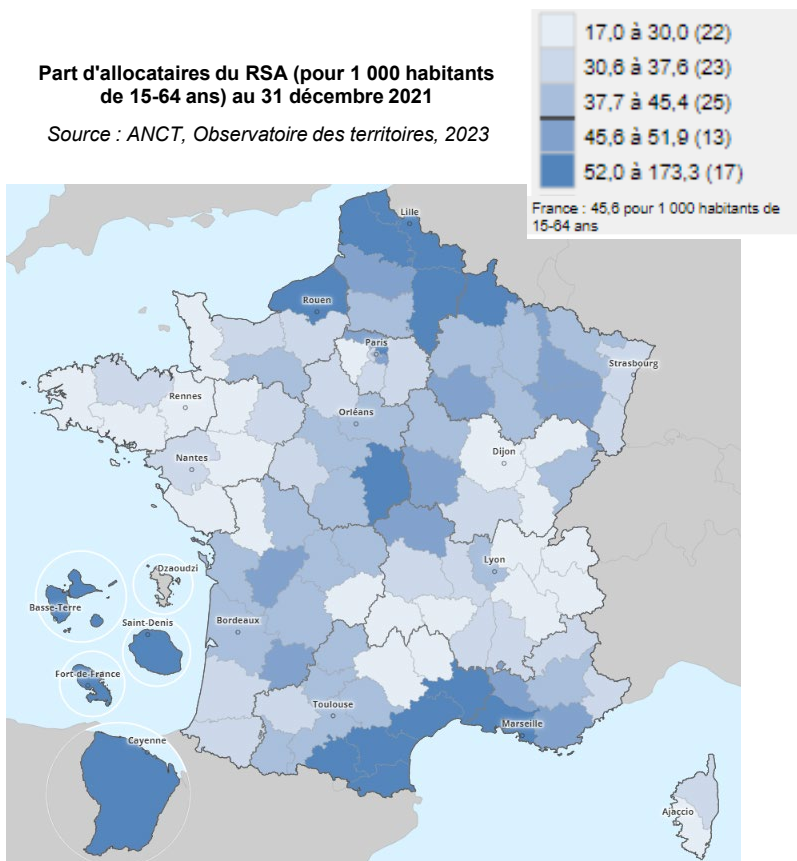 Part d'allocataires du RSA (pour 1 000 habitants
de 15-64 ans) au 31 décembre 2021
Source : ANCT, Observatoire des territoires, 2023
17,0 à 30,0 (22)
30,6 à 37,6 (23)
37,7 à 45,4 (25)
45,6 à 51,9 (13)
52,0 à 173,3 (17)
France : 45,6 pour 1 000 habitants de
15-64 ans
Lille
Rouen
Paris
Strasbourg
Rennes
Orléans
Nantes
Dijon
Lyon
Dzaoudzi
Basse-Terre
Saint-Denis
Bordeaux
Fort-de-France
Toulouse
Marseille
Cayenne
Ajaccio